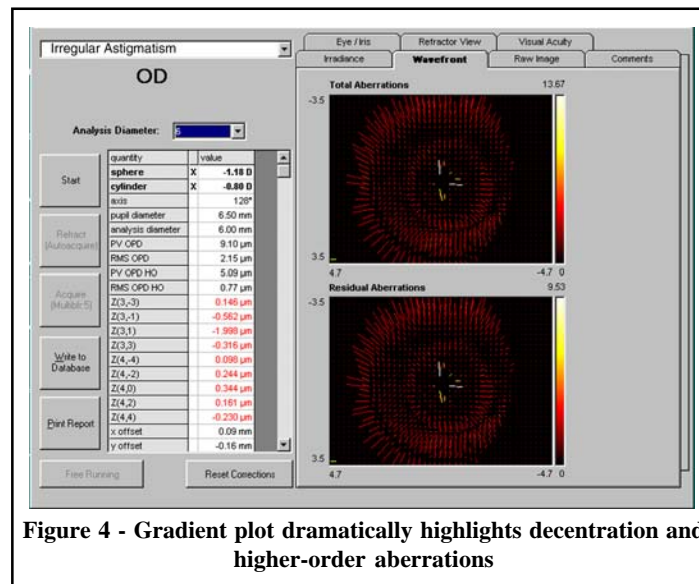 Irregular Astigmatism
OD
Analysis Diameter: 6
Start
Refract
(Autoacquire)
Acquire
(Multiple 5)
Write to
Database
Print Report
Free Running
Reset Corrections
quantity value
sphere X -1.18 D
cylinder X -0.80 D
axis 128°
pupil diameter 6.50 mm
analysis diameter 6.00 mm
PV OPD 9.10 µm
RMS OPD 2.15 µm
PV OPD HO 5.09 µm
RMS OPD HO 0.77 µm
Z(3,-3) 0.146 µm
Z(3,-1) -0.562 µm
Z(3,1) -1.998 µm
Z(3,3) -0.316 µm
Z(4,-4) 0.098 µm
Z(4,-2) 0.244 µm
Z(4,0) 0.344 µm
Z(4,2) 0.161 µm
Z(4,4) -0.230 µm
x offset 0.09 mm
y offset -0.16 mm
Eye / Iris Refractor View Visual Acuity
Irradiance Wavefront Raw Image Comments
Total Aberrations 13.67
-3.5
3.5
4.7 -4.7 0
Residual Aberrations 9.53
-3.5
3.5
4.7 -4.7 0
Figure 4 - Gradient plot dramatically highlights decentration and
higher-order aberrations